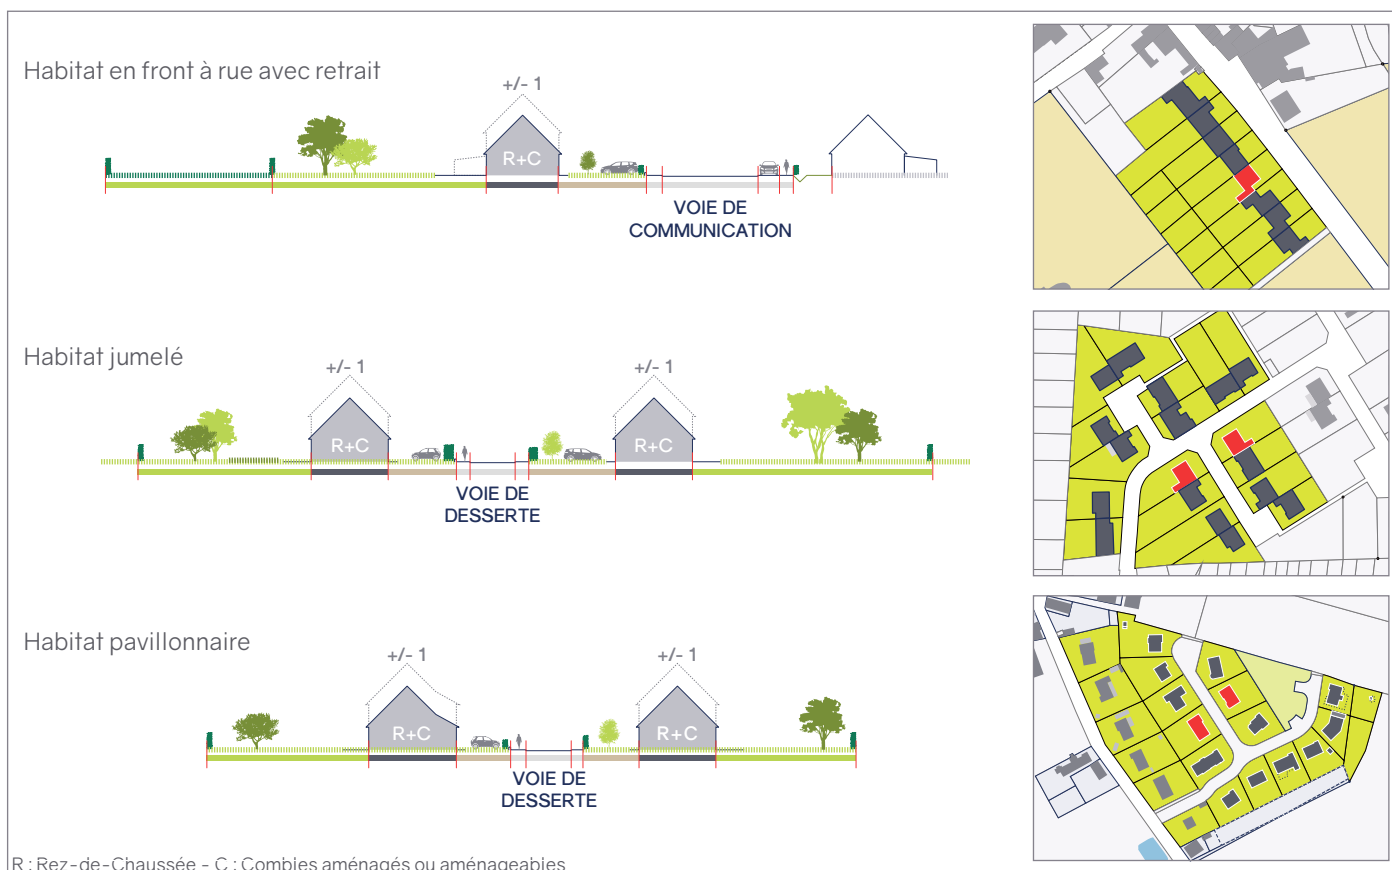 Habitat en front à rue avec retrait
+/- 1
R+C
VOIE DE
COMMUNICATION
Habitat jumelé
+/- 1
+/- 1
R+C
R+C
VOIE DE
DESSERTE
Habitat pavillonnaire
+/- 1
+/- 1
R+C
R+C
VOIE DE
DESSERTE
R : Rez-de-Chaussée - C : Combles aménagés ou aménageables